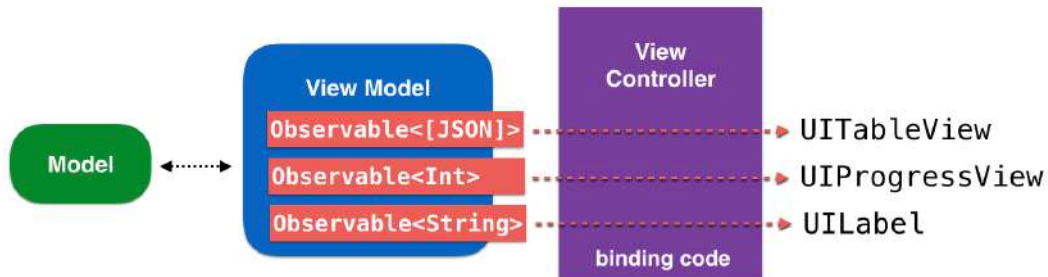 Model
View Model
Observable<[JSON]>
Observable<Int>
Observable<String>
View
Controller
binding code
UITableView
UIProgressView
UILabel